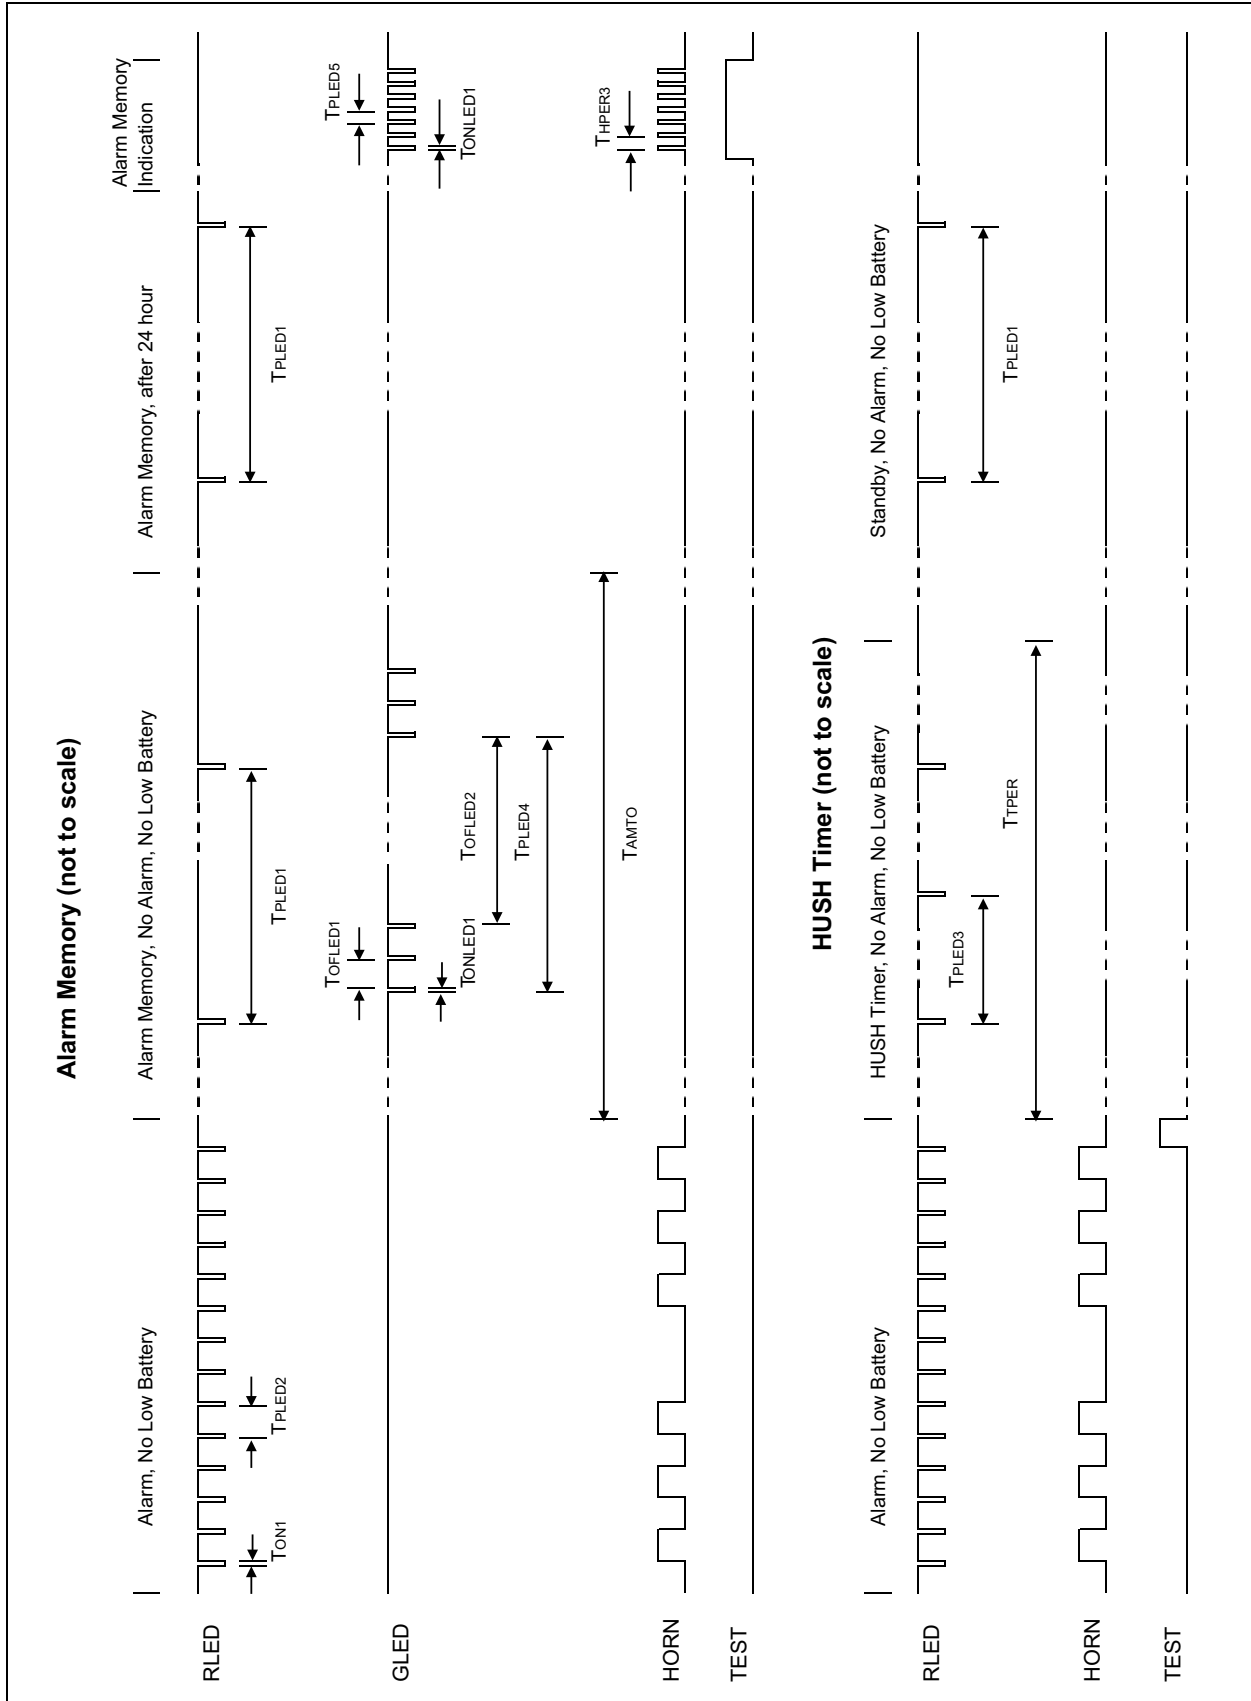 Alarm Memory (not to scale)
Alarm, No Low Battery
Alarm Memory, No Alarm, No Low Battery
Alarm Memory, after 24 hour
Alarm Memory
Indication
RLED
TON1
TPLED2
TPLED1
TPLED1
GLED
TOFLED1
TONLED1
TOFLED2
TPLED4
TPLED5
TONLED1
TAMTO
HORN
THPER3
TEST
HUSH Timer (not to scale)
Alarm, No Low Battery
HUSH Timer, No Alarm, No Low Battery
Standby, No Alarm, No Low Battery
RLED
TPLED3
TPLED1
TTPER
HORN
TEST